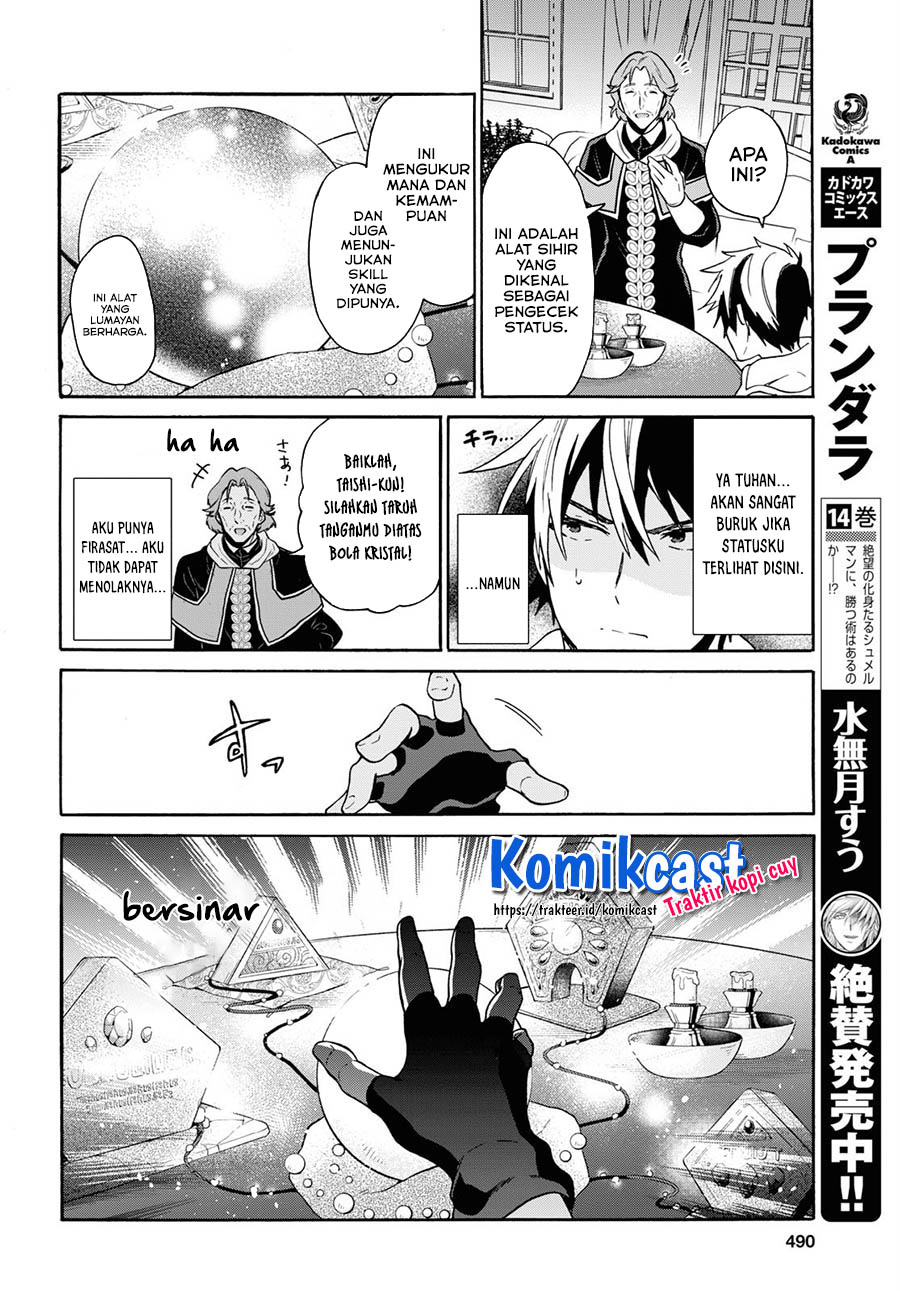 APA
INI?
INI ADALAH
ALAT SIHIR
YANG
DIKENAL
SEBAGAI
PENGECEK
STATUS.
INI
MENGUKUR
MANA DAN
KEMAM-
PUAN
DAN
JUGA
MENUN-
JUKAN
SKILL
YANG
DIPUNYA.
INI ALAT
YANG
LUMAYAN
BERHARGA.
YA TUHAN...
AKAN SANGAT
BURUK JIKA
STATUSKU
TERLIHAT DISINI.
チラ…
...NAMUN
BAIKLAH,
TAISHI-KUN!
SILAHKAN TARUH
TANGANMU DIATAS
BOLA KRISTAL!
さぁ!
ha ha
AKU PUNYA
FIRASAT... AKU
TIDAK DAPAT
MENOLAKNYA...
すっ
Komikcast
Traktir kopi cuy
https://trakteer.id/komikcast
bersinar
Kadokawa
Comics
A
カドカワ
コミックス
エース
プランダラ
14巻
絶望の化身たるシュメル
マンに、勝つ術はあるの
か——!?
水無月すう
絶賛発売中!!
490